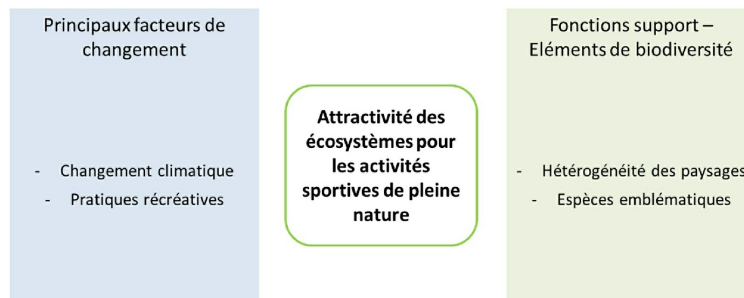 Principaux facteurs de
changement
- Changement climatique
- Pratiques récréatives
Attractivité des
écosystèmes pour
les activités
sportives de pleine
nature
Fonctions support –
Eléments de biodiversité
- Hétérogénéité des paysages
- Espèces emblématiques